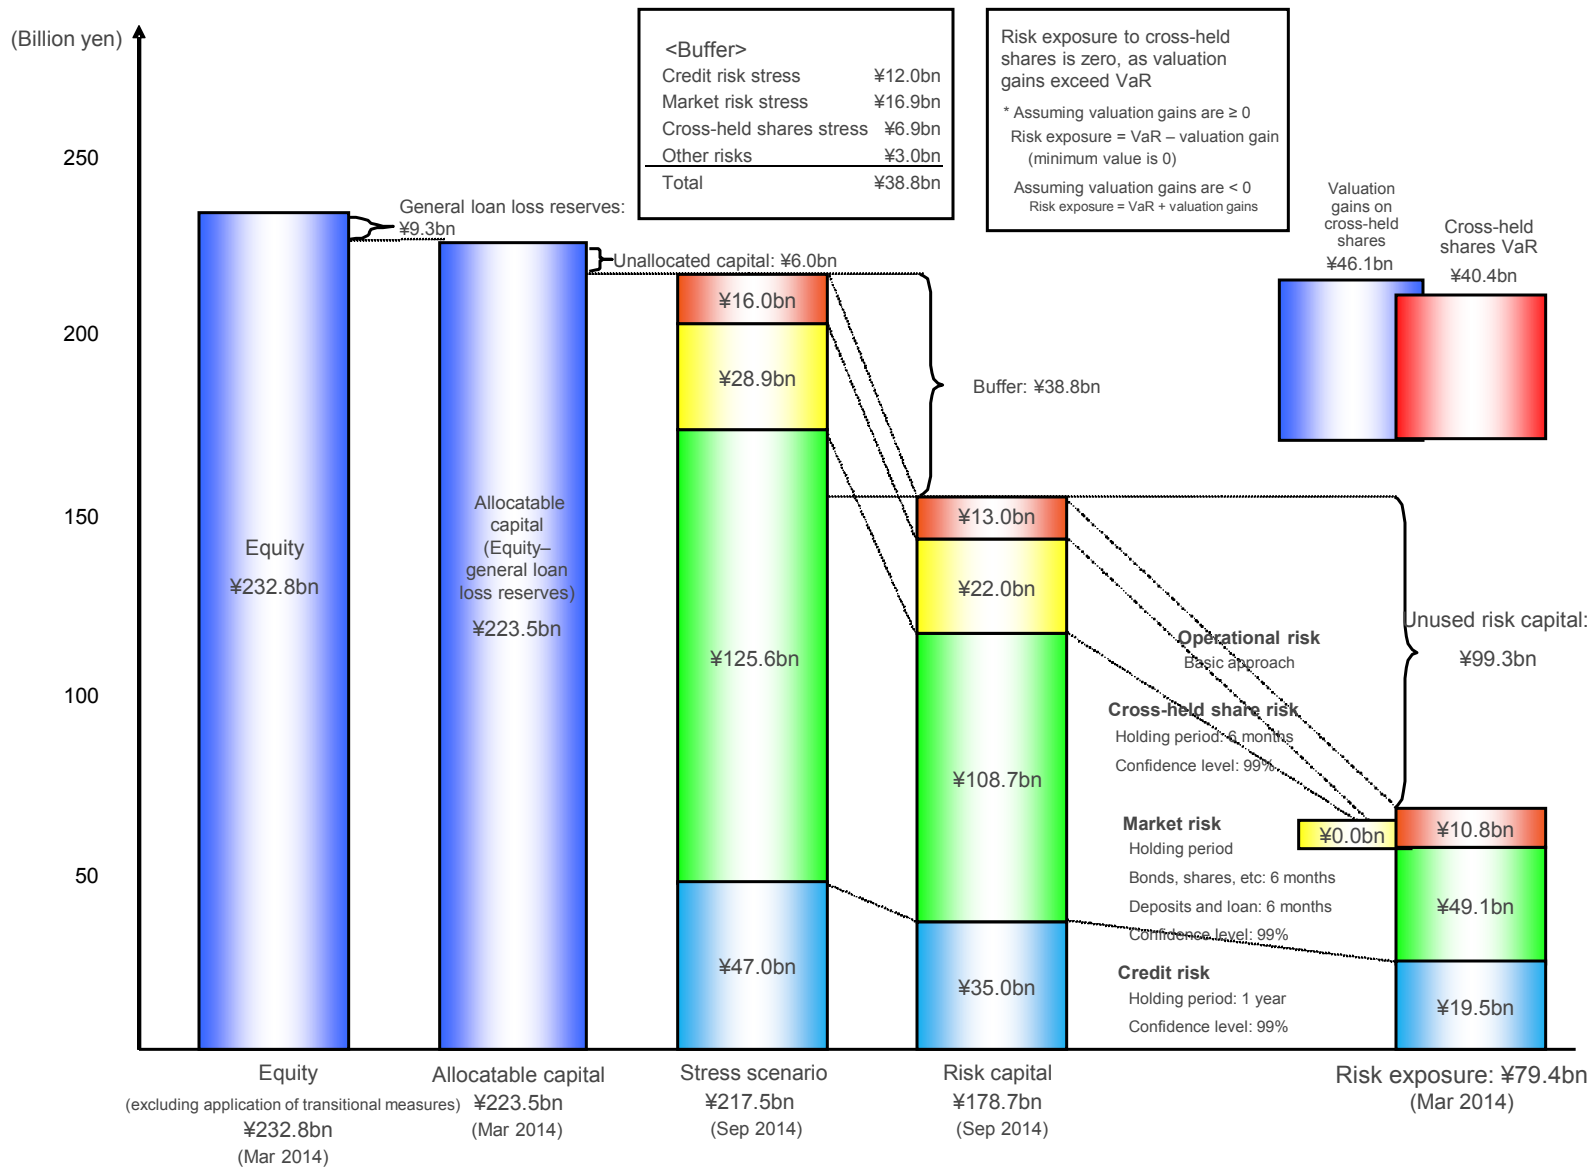 (Billion yen)
250
200
150
100
50
<Buffer>
Credit risk stress ¥12.0bn
Market risk stress ¥16.9bn
Cross-held shares stress ¥6.9bn
Other risks ¥3.0bn
Total ¥38.8bn
Risk exposure to cross-held
shares is zero, as valuation
gains exceed VaR
* Assuming valuation gains are ≥ 0
Risk exposure = VaR – valuation gain
(minimum value is 0)
Assuming valuation gains are < 0
Risk exposure = VaR + valuation gains
Valuation
gains on
cross-held
shares
¥46.1bn
Cross-held
shares VaR
¥40.4bn
General loan loss reserves:
¥9.3bn
Unallocated capital: ¥6.0bn
Equity
¥232.8bn
Allocatable
capital
(Equity–
general loan
loss reserves)
¥223.5bn
¥16.0bn
¥28.9bn
¥125.6bn
¥47.0bn
Buffer: ¥38.8bn
¥13.0bn
¥22.0bn
¥108.7bn
¥35.0bn
Operational risk
Basic approach
Cross-held share risk
Holding period: 6 months
Confidence level: 99%
Market risk
Holding period
Bonds, shares, etc: 6 months
Deposits and loan: 6 months
Confidence level: 99%
Credit risk
Holding period: 1 year
Confidence level: 99%
Unused risk capital:
¥99.3bn
¥0.0bn
¥10.8bn
¥49.1bn
¥19.5bn
Equity
(excluding application of transitional measures)
¥232.8bn
(Mar 2014)
Allocatable capital
¥223.5bn
(Mar 2014)
Stress scenario
¥217.5bn
(Sep 2014)
Risk capital
¥178.7bn
(Sep 2014)
Risk exposure: ¥79.4bn
(Mar 2014)